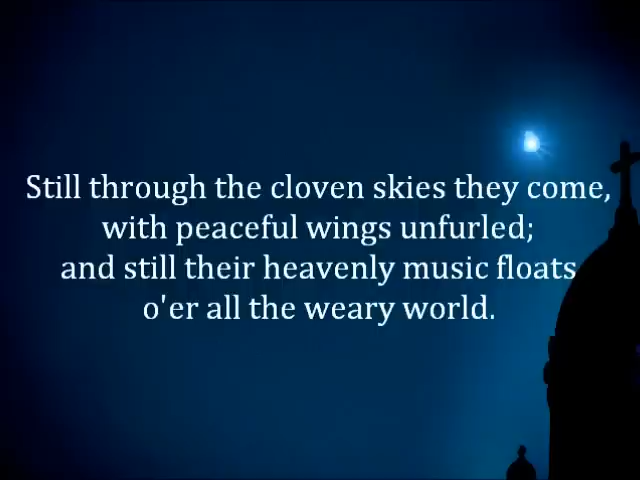 Still through the cloven skies they come,
with peaceful wings unfurled;
and still their heavenly music floats
o'er all the weary world.